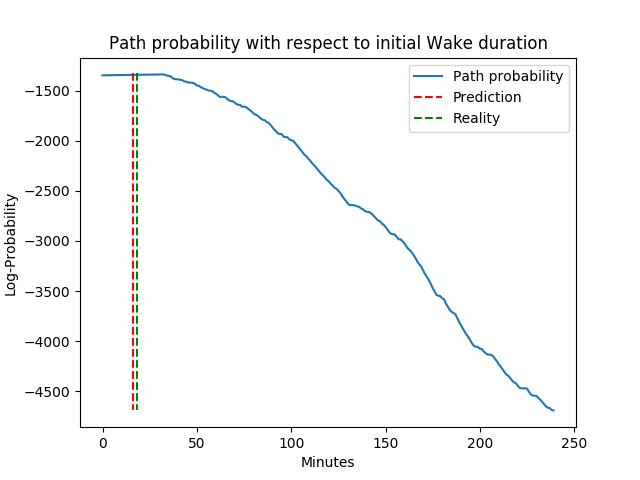 Path probability with respect to initial Wake duration
Path probability
Prediction
Reality
Log-Probability
−1500
−2000
−2500
−3000
−3500
−4000
−4500
0 50 100 150 200 250
Minutes